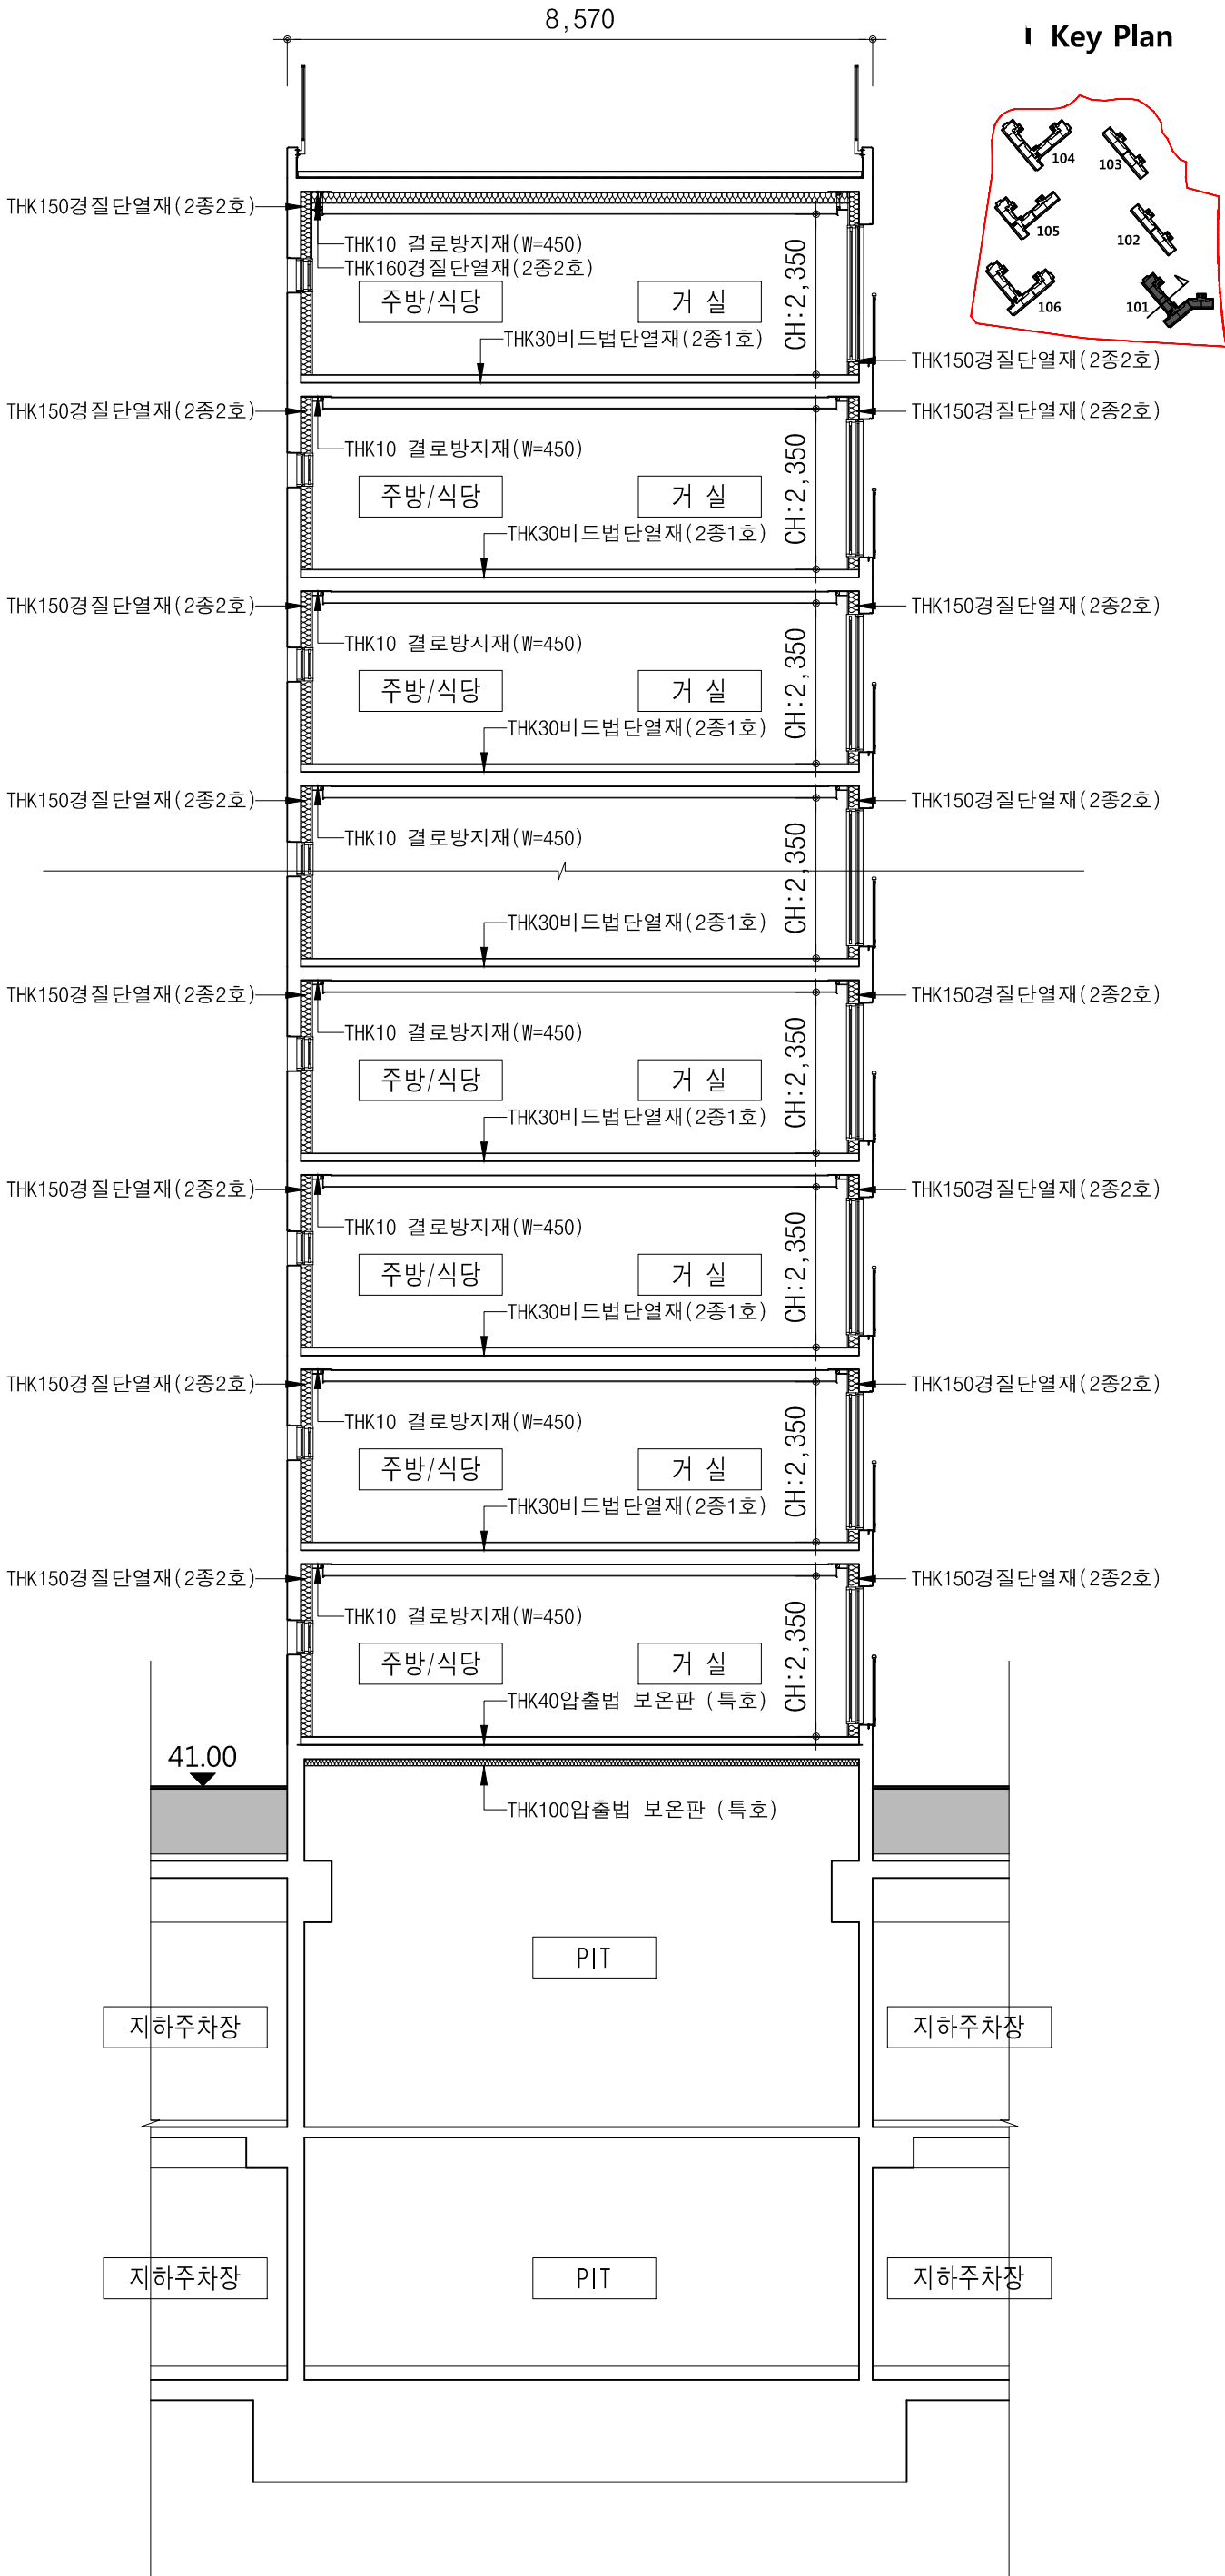 8,570
Key Plan
104
103
105
102
106
101
THK150경질단열재(2종2호)
THK10 결로방지재(W=450)
THK160경질단열재(2종2호)
주방/식당
거 실
CH:2,350
THK30비드법단열재(2종1호)
THK150경질단열재(2종2호)
THK150경질단열재(2종2호)
THK150경질단열재(2종2호)
THK10 결로방지재(W=450)
주방/식당
거 실
CH:2,350
THK30비드법단열재(2종1호)
THK150경질단열재(2종2호)
THK150경질단열재(2종2호)
THK10 결로방지재(W=450)
주방/식당
거 실
CH:2,350
THK30비드법단열재(2종1호)
THK150경질단열재(2종2호)
THK150경질단열재(2종2호)
THK10 결로방지재(W=450)
CH:2,350
THK30비드법단열재(2종1호)
THK150경질단열재(2종2호)
THK150경질단열재(2종2호)
THK10 결로방지재(W=450)
주방/식당
거 실
CH:2,350
THK30비드법단열재(2종1호)
THK150경질단열재(2종2호)
THK150경질단열재(2종2호)
THK10 결로방지재(W=450)
주방/식당
거 실
CH:2,350
THK30비드법단열재(2종1호)
THK150경질단열재(2종2호)
THK150경질단열재(2종2호)
THK10 결로방지재(W=450)
주방/식당
거 실
CH:2,350
THK30비드법단열재(2종1호)
THK150경질단열재(2종2호)
THK150경질단열재(2종2호)
THK10 결로방지재(W=450)
주방/식당
거 실
CH:2,350
THK40압출법 보온판 (특호)
41.00
THK100압출법 보온판 (특호)
PIT
지하주차장
지하주차장
지하주차장
PIT
지하주차장